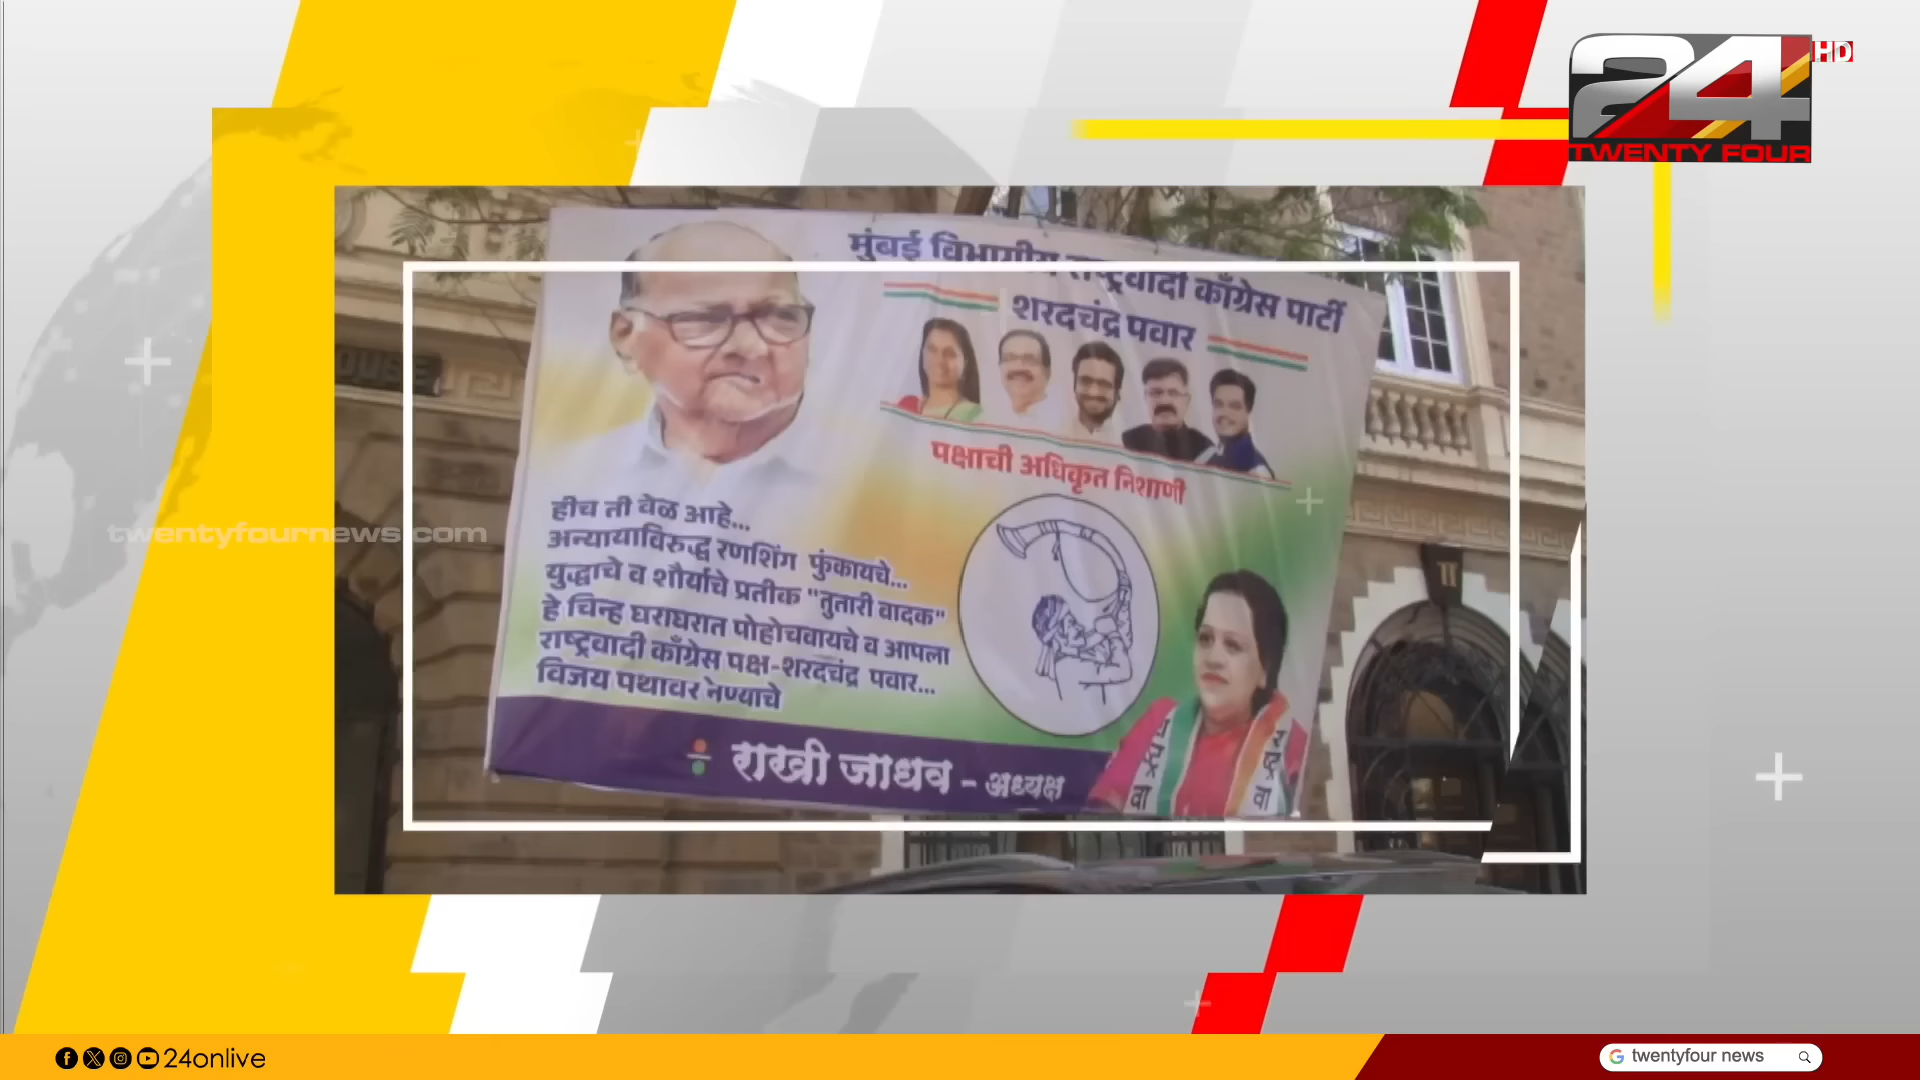 24 HD
TWENTY FOUR
मुंबई विभागीय राष्ट्रवादी काँग्रेस पार्टी
शरदचंद्र पवार
पक्षाची अधिकृत निशाणी
हीच ती वेळ आहे...
अन्यायाविरुद्ध रणशिंग फुंकायचे...
युद्धाचे व शौर्याचे प्रतीक "तुतारी वादक"
हे चिन्ह घराघरात पोहोचवायचे व आपला
राष्ट्रवादी काँग्रेस पक्ष-शरदचंद्र पवार...
विजय पथावर नेण्याचे
राखी जाधव - अध्यक्ष
twentyfournews.com
II
24onlive
twentyfour news